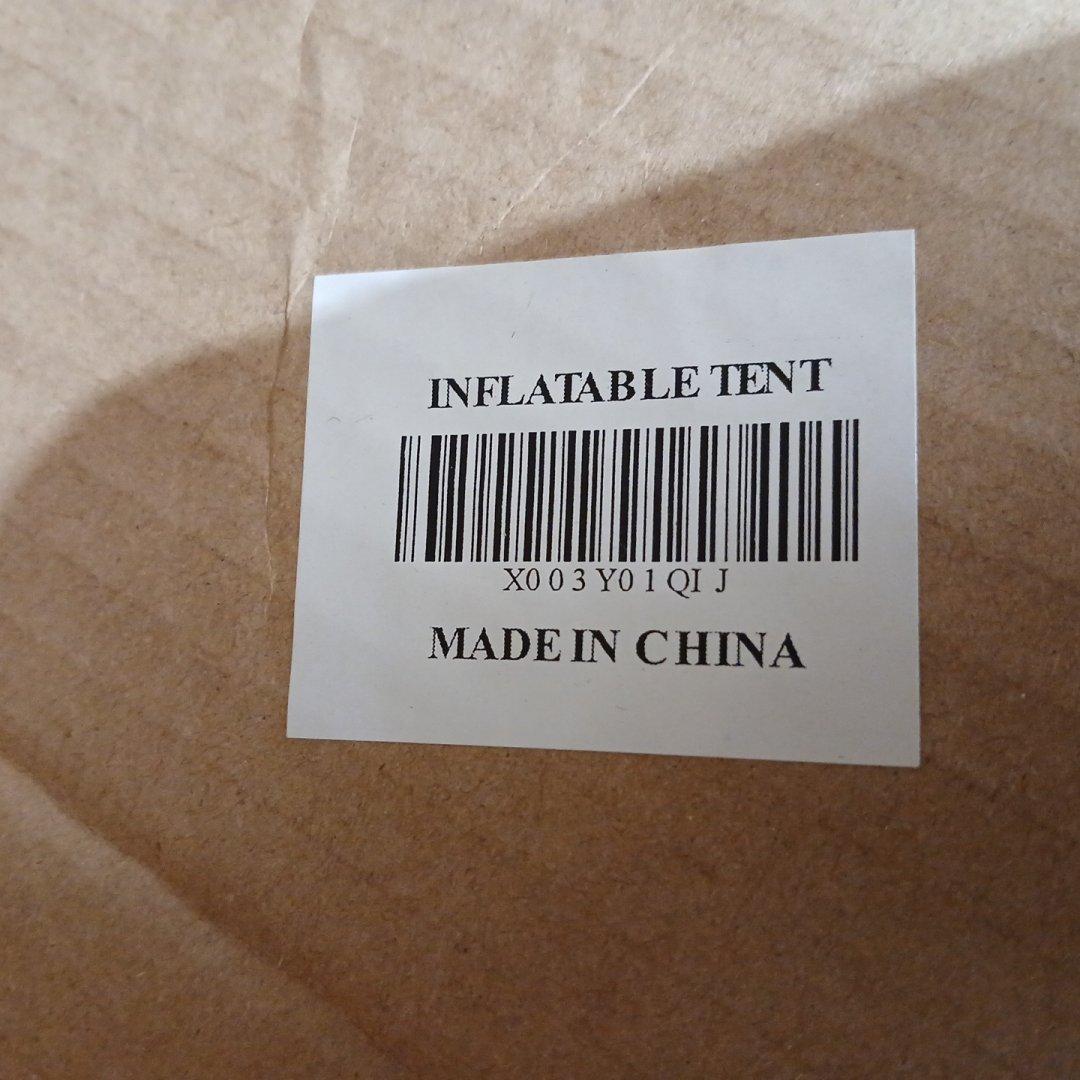 INFLATABLE TENT
X003Y01QIJ
MADE IN CHINA